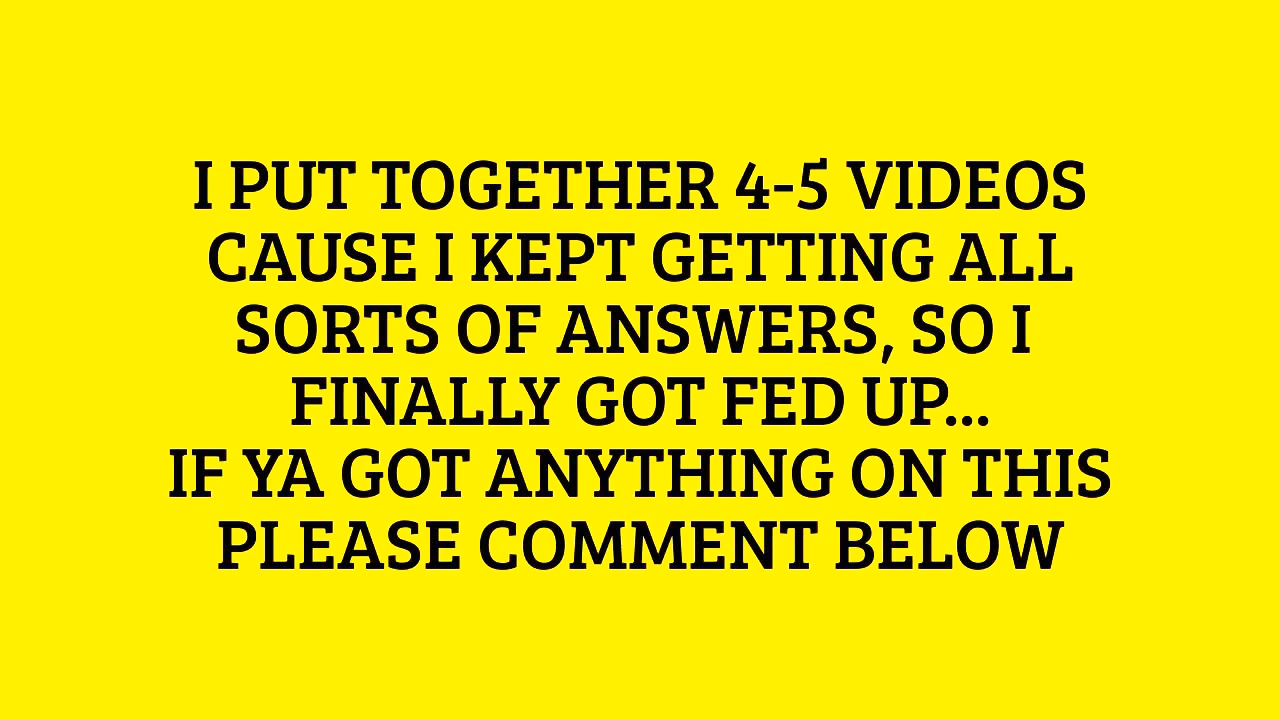 I PUT TOGETHER 4-5 VIDEOS
CAUSE I KEPT GETTING ALL
SORTS OF ANSWERS, SO I
FINALLY GOT FED UP...
IF YA GOT ANYTHING ON THIS
PLEASE COMMENT BELOW